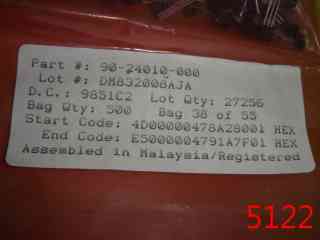 Part #: 90-24010-000
Lot #: DM832008AJA
D.C.: 9851C2 Lot Qty: 27256
Bag Qty: 500 Bag 38 of 55
Start Code: 4D00000478A28001 HEX
End Code: E5000004791A7F01 HEX
Assembled in Malaysia/Registered
5122